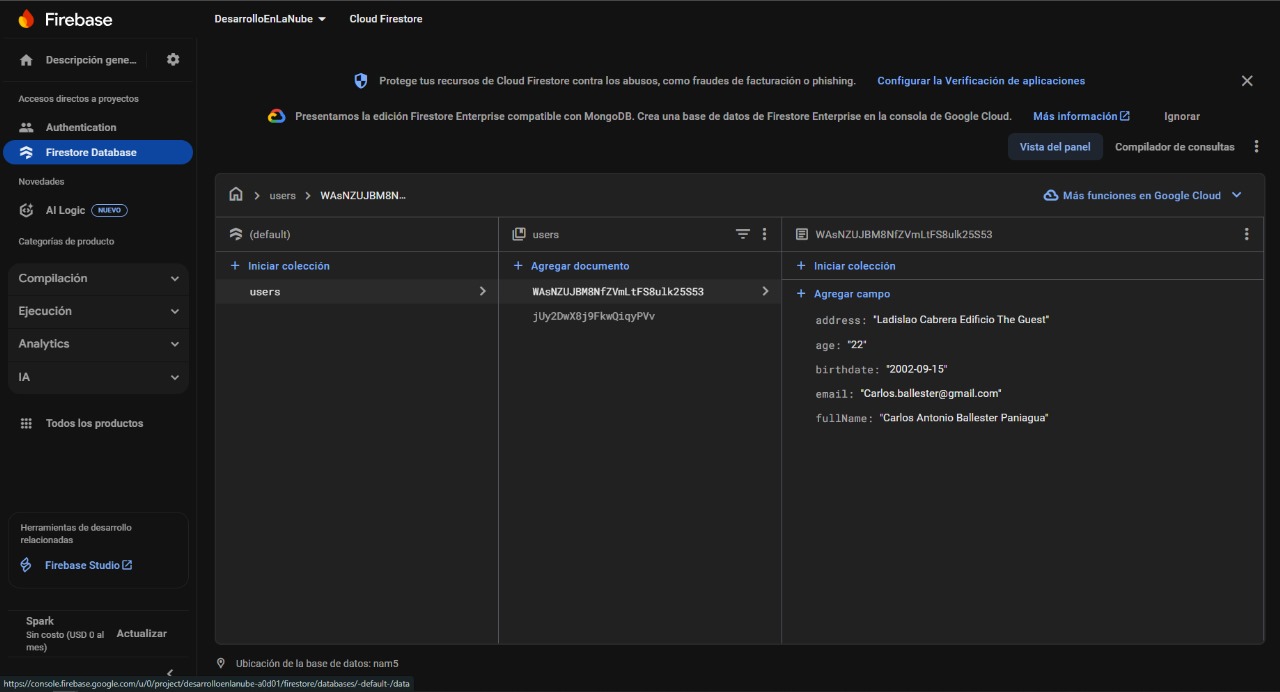 Firebase
DesarrolloEnLaNube
Cloud Firestore
Descripción gene...
Accesos directos a proyectos
Authentication
Firestore Database
Novedades
AI Logic NUEVO
Categorías de producto
Compilación
Ejecución
Analytics
IA
Todos los productos
Herramientas de desarrollo
relacionadas
Firebase Studio
Spark
Sin costo (USD 0 al
mes)
Actualizar
Protege tus recursos de Cloud Firestore contra los abusos, como fraudes de facturación o phishing. Configurar la Verificación de aplicaciones
Presentamos la edición Firestore Enterprise compatible con MongoDB. Crea una base de datos de Firestore Enterprise en la consola de Google Cloud. Más información Ignorar
Vista del panel Compilador de consultas
users > WAsNZUJBM8N...
Más funciones en Google Cloud
(default)
+ Iniciar colección
users
users
+ Agregar documento
WAsNZUJBM8NfZVmLtFS8ulk25S53
jUy2DwX8j9FkwQiqyPVv
WAsNZUJBM8NfZVmLtFS8ulk25S53
+ Iniciar colección
+ Agregar campo
address: "Ladislao Cabrera Edificio The Guest"
age: "22"
birthdate: "2002-09-15"
email: "Carlos.ballester@gmail.com"
fullName: "Carlos Antonio Ballester Paniagua"
Ubicación de la base de datos: nam5
https://console.firebase.google.com/u/0/project/desarrolloenlanube-a0d01/firestore/databases/-default-/data